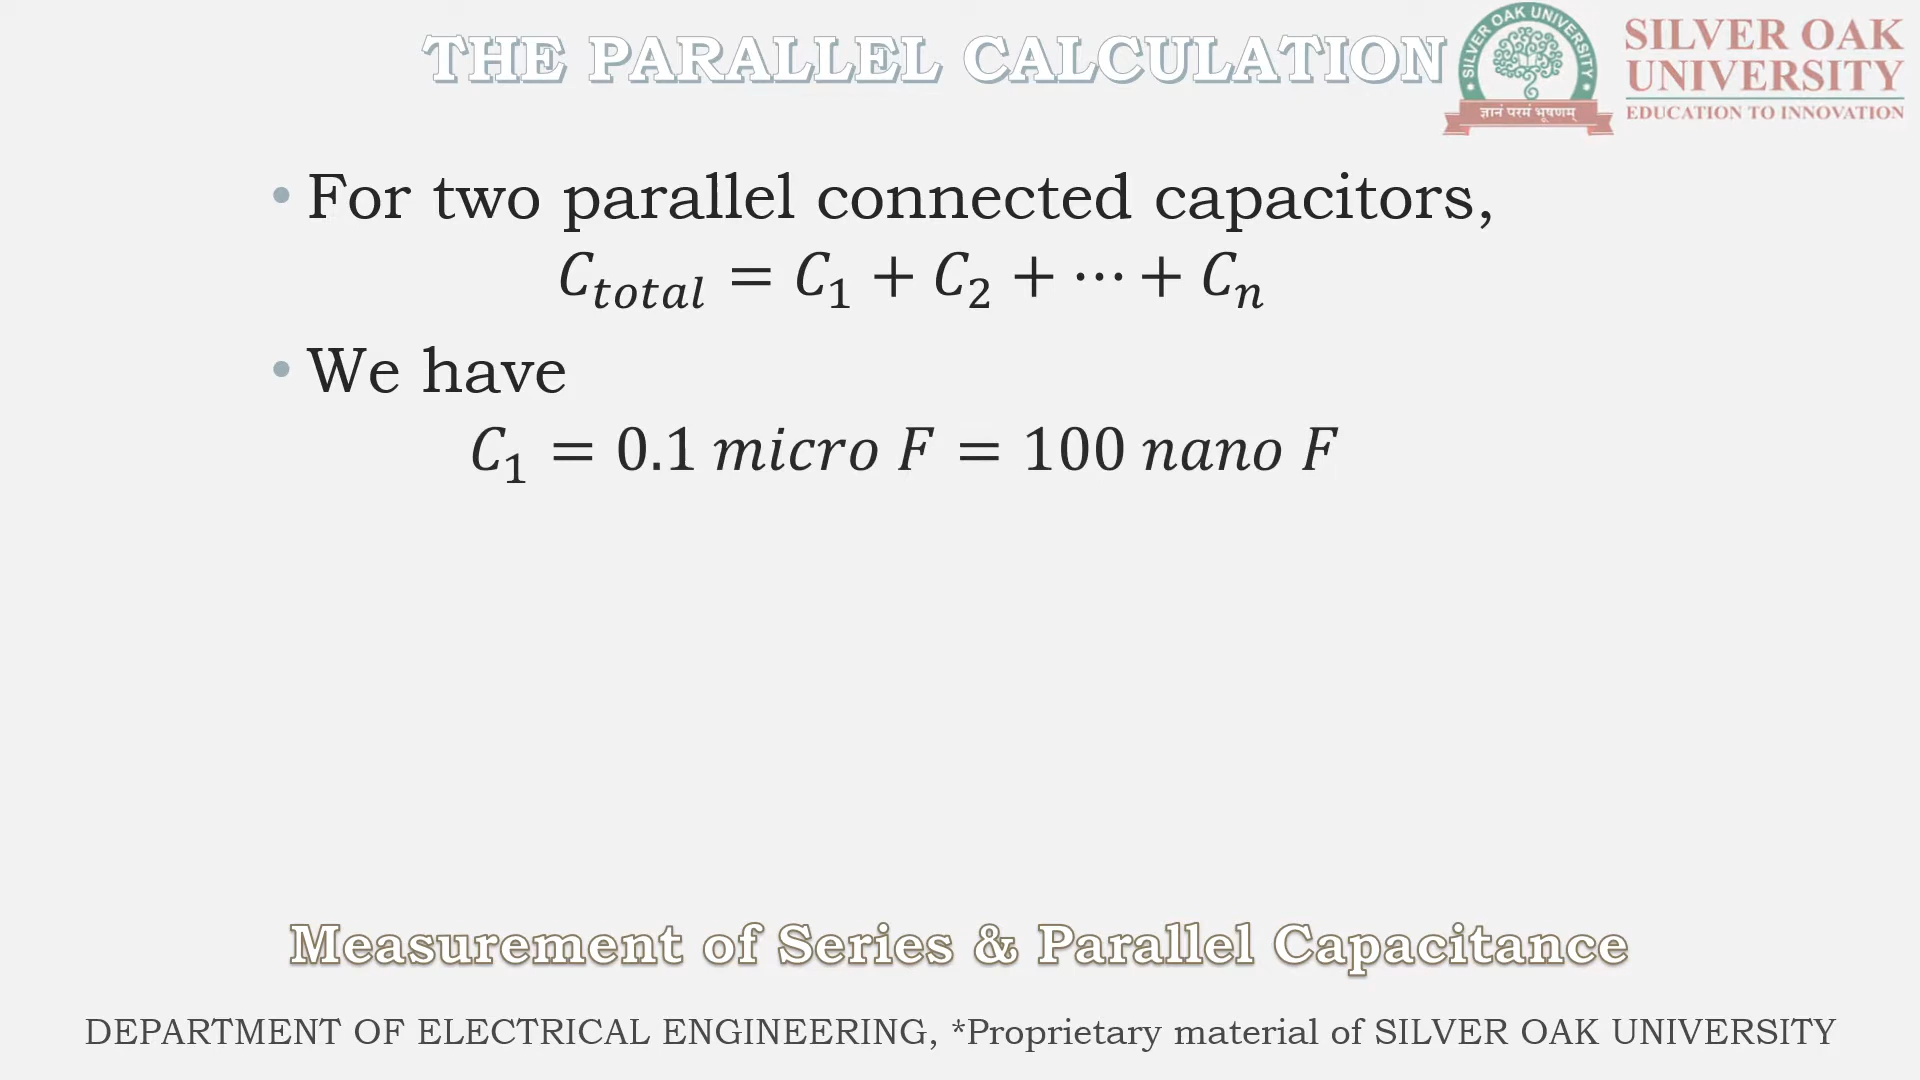 THE PARALLEL CALCULATION
SILVER OAK UNIVERSITY
ज्ञानं परमं भूषणम्
SILVER OAK
UNIVERSITY
EDUCATION TO INNOVATION
• For two parallel connected capacitors,
C_total = C_1 + C_2 + ⋯ + C_n
• We have
C_1 = 0.1 micro F = 100 nano F
Measurement of Series & Parallel Capacitance
DEPARTMENT OF ELECTRICAL ENGINEERING, *Proprietary material of SILVER OAK UNIVERSITY